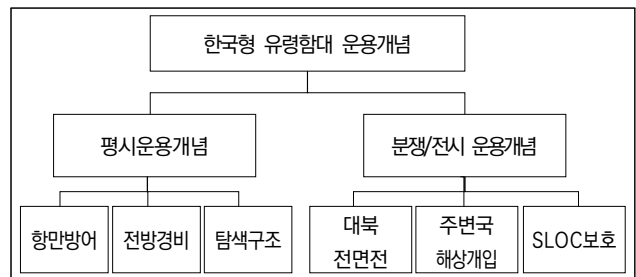 한국형 유령함대 운용개념
평시운용개념
분쟁/전시 운용개념
항만방어
전방경비
탐색구조
대북
전면전
주변국
해상개입
SLOC보호